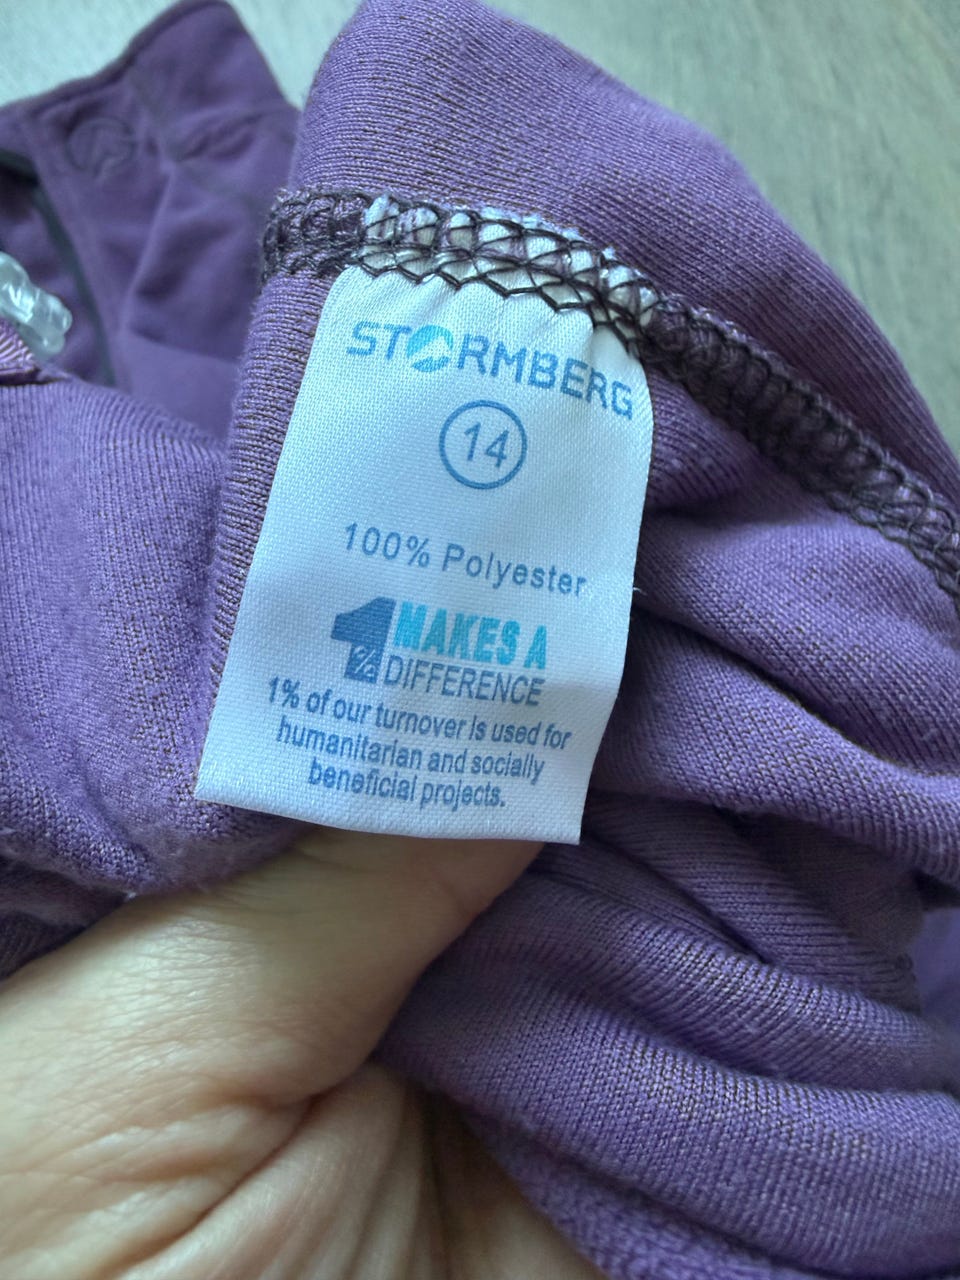 STORMBERG
14
100% Polyester
1% MAKES A
DIFFERENCE
1% of our turnover is used for
humanitarian and socially
beneficial projects.